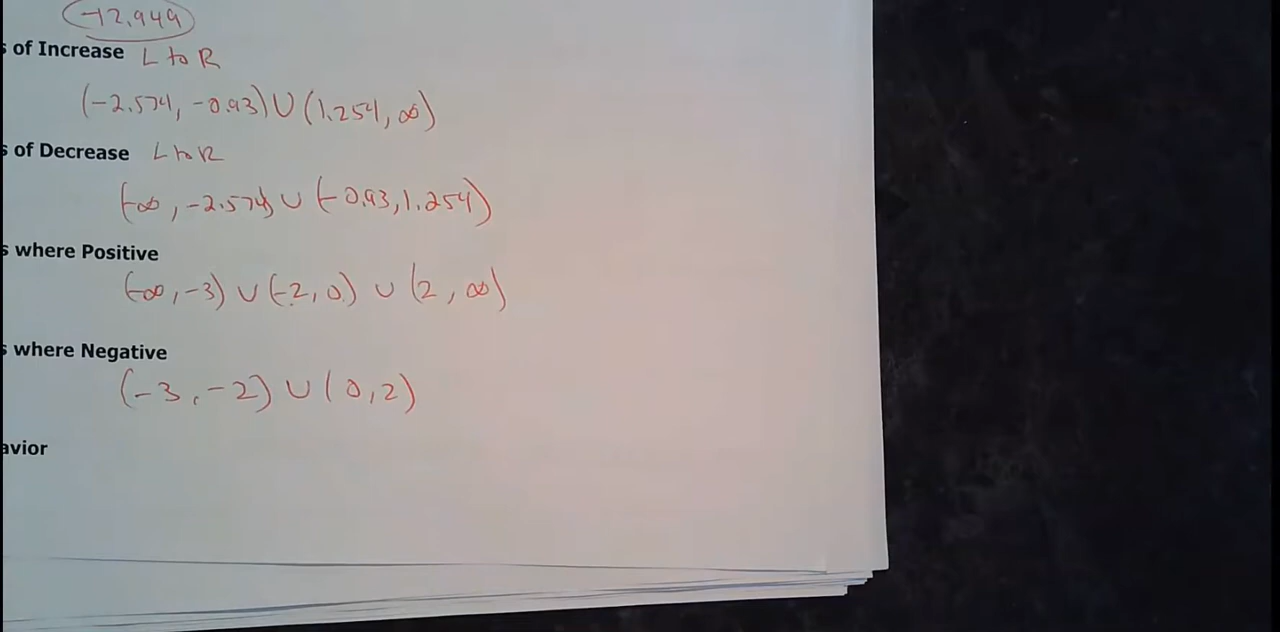 -12.949
s of Increase L to R
(-2.574, -0.93) ∪ (1.254, ∞)
s of Decrease L to R
(-∞, -2.574) ∪ (-0.93, 1.254)
s where Positive
(-∞, -3) ∪ (-2, 0) ∪ (2, ∞)
s where Negative
(-3, -2) ∪ (0, 2)
avior